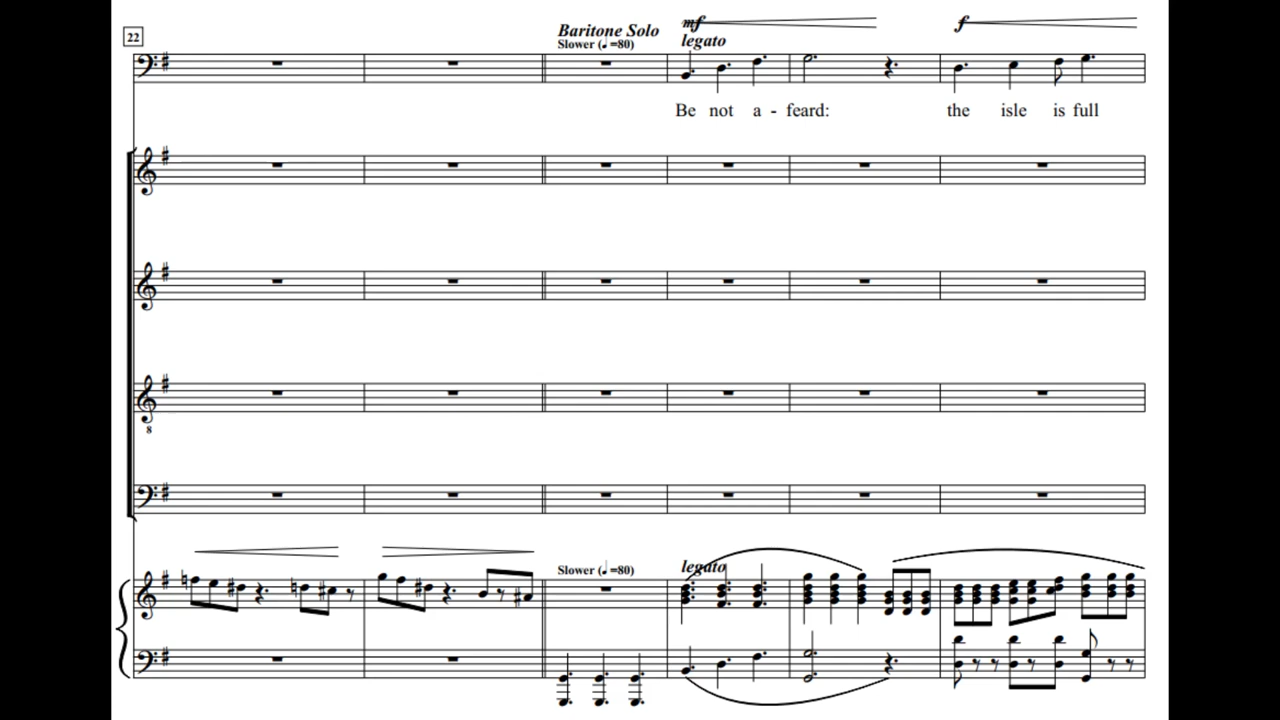 22
Baritone Solo
Slower (♩=80)
mf
legato
f
Be not a - feard: the isle is full
8
Slower (♩=80)
legato